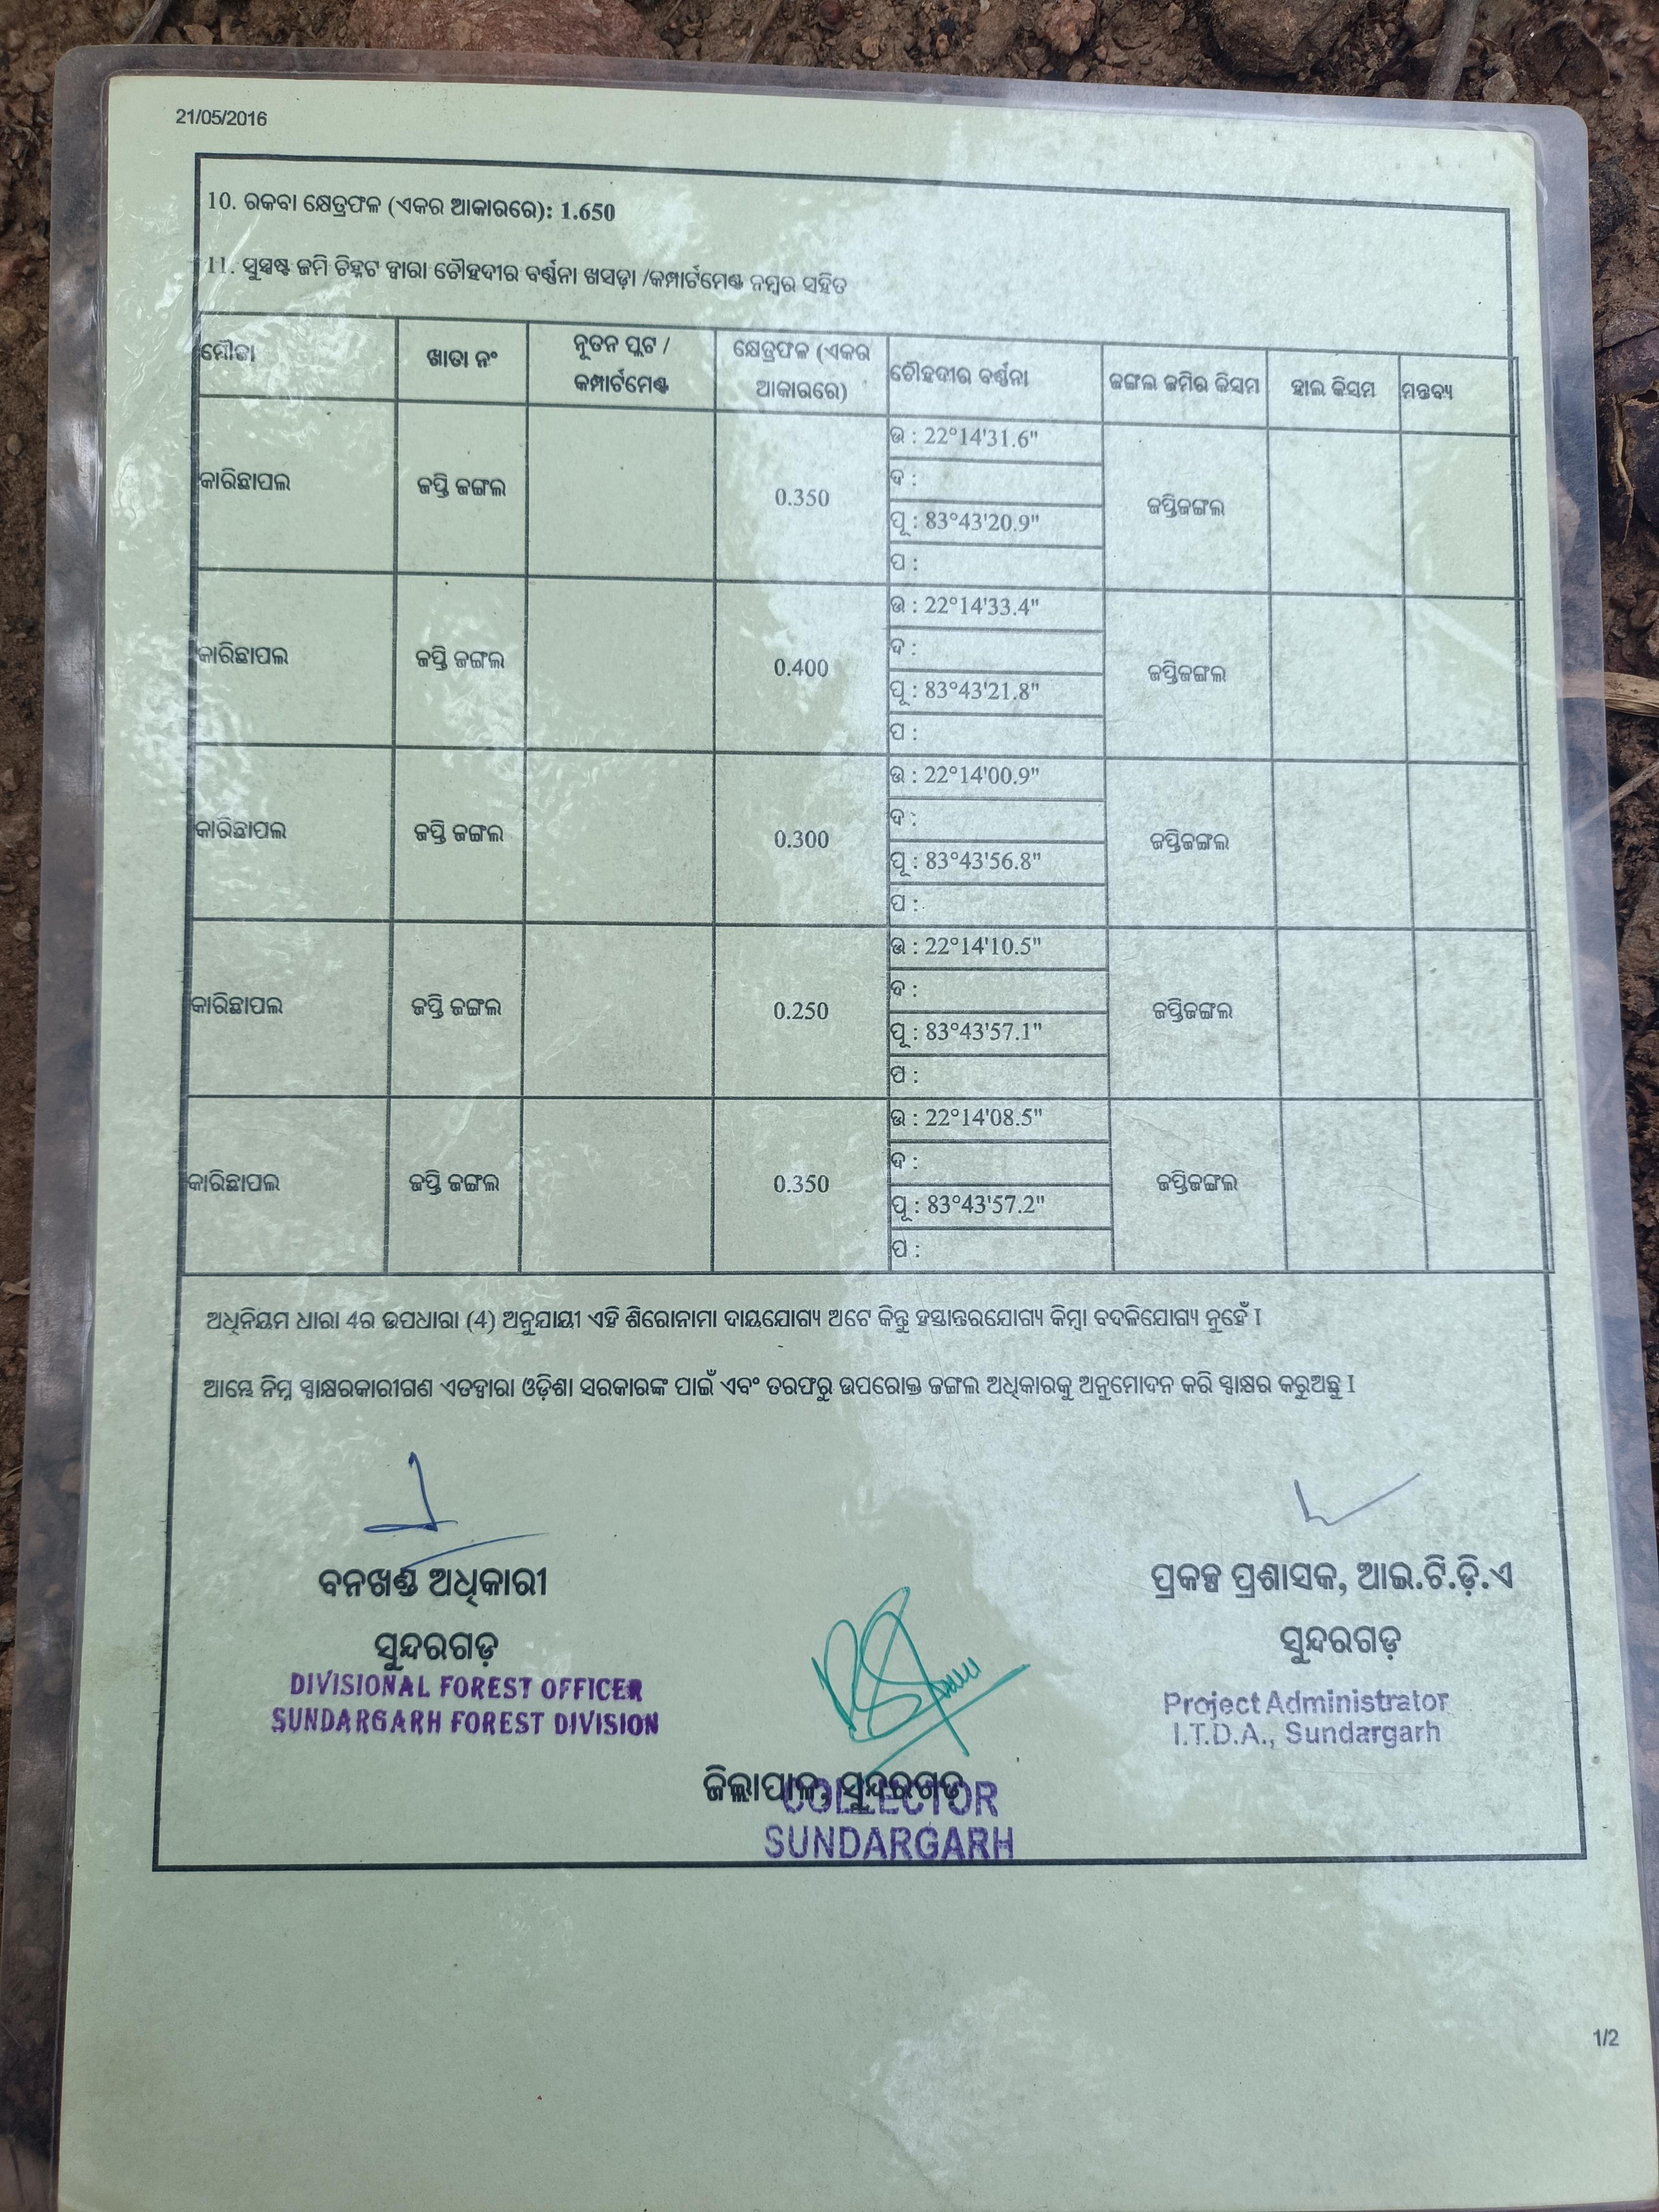 21/05/2016
10. ରକବା କ୍ଷେତ୍ରଫଳ (ଏକର ଆକାରରେ): 1.650
11. ସୁସ୍ପଷ୍ଟ ଜମି ଚିହ୍ନଟ ଦ୍ୱାରା ଚୌହଦୀର ବର୍ଣ୍ଣନା ଖସଡ଼ା /କମ୍ପାର୍ଟମେଣ୍ଟ ନମ୍ବର ସହିତ
ମୌଜା ଖାତା ନଂ ନୂତନ ପ୍ଲଟ / କମ୍ପାର୍ଟମେଣ୍ଟ କ୍ଷେତ୍ରଫଳ (ଏକର ଆକାରରେ) ଚୌହଦୀର ବର୍ଣ୍ଣନା ଜଙ୍ଗଲ ଜମିର କିସମ ହାଲ କିସମ ମନ୍ତବ୍ୟ
କାରିଛାପଲ ଜପ୍ତି ଜଙ୍ଗଲ 0.350 ଜପ୍ତିଜଙ୍ଗଲ
ଉ : 22°14'31.6"
ଦ :
ପୂ : 83°43'20.9"
ପ :
କାରିଛାପଲ ଜପ୍ତି ଜଙ୍ଗଲ 0.400 ଜପ୍ତିଜଙ୍ଗଲ
ଉ : 22°14'33.4"
ଦ :
ପୂ : 83°43'21.8"
ପ :
କାରିଛାପଲ ଜପ୍ତି ଜଙ୍ଗଲ 0.300 ଜପ୍ତିଜଙ୍ଗଲ
ଉ : 22°14'00.9"
ଦ :
ପୂ : 83°43'56.8"
ପ :
କାରିଛାପଲ ଜପ୍ତି ଜଙ୍ଗଲ 0.250 ଜପ୍ତିଜଙ୍ଗଲ
ଉ : 22°14'10.5"
ଦ :
ପୂ : 83°43'57.1"
ପ :
କାରିଛାପଲ ଜପ୍ତି ଜଙ୍ଗଲ 0.350 ଜପ୍ତିଜଙ୍ଗଲ
ଉ : 22°14'08.5"
ଦ :
ପୂ : 83°43'57.2"
ପ :
ଅଧିନିୟମ ଧାରା 4ର ଉପଧାରା (4) ଅନୁଯାୟୀ ଏହି ଶିରୋନାମା ଦାୟଯୋଗ୍ୟ ଅଟେ କିନ୍ତୁ ହସ୍ତାନ୍ତରଯୋଗ୍ୟ କିମ୍ବା ବଦଳିଯୋଗ୍ୟ ନୁହେଁ I
ଆମ୍ଭେ ନିମ୍ନ ସ୍ୱାକ୍ଷରକାରୀଗଣ ଏତଦ୍ୱାରା ଓଡ଼ିଶା ସରକାରଙ୍କ ପାଇଁ ଏବଂ ତରଫରୁ ଉପରୋକ୍ତ ଜଙ୍ଗଲ ଅଧିକାରକୁ ଅନୁମୋଦନ କରି ସ୍ୱାକ୍ଷର କରୁଅଛୁ I
ବନଖଣ୍ଡ ଅଧିକାରୀ
ସୁନ୍ଦରଗଡ଼
DIVISIONAL FOREST OFFICER
SUNDARGARH FOREST DIVISION
ପ୍ରକଳ୍ପ ପ୍ରଶାସକ, ଆଇ.ଟି.ଡ଼ି.ଏ
ସୁନ୍ଦରଗଡ଼
Project Administrator
I.T.D.A., Sundargarh
ଜିଲ୍ଲାପାଳ, ସୁନ୍ଦରଗଡ଼
COLLECTOR
SUNDARGARH
1/2